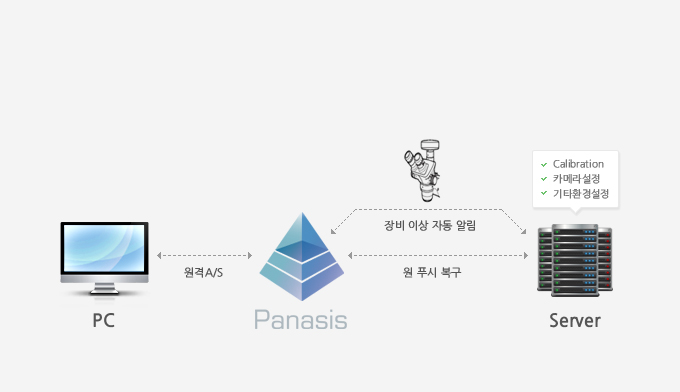 Calibration
카메라설정
기타환경설정
장비 이상 자동 알림
원격A/S
원 푸시 복구
PC
Panasis
Server